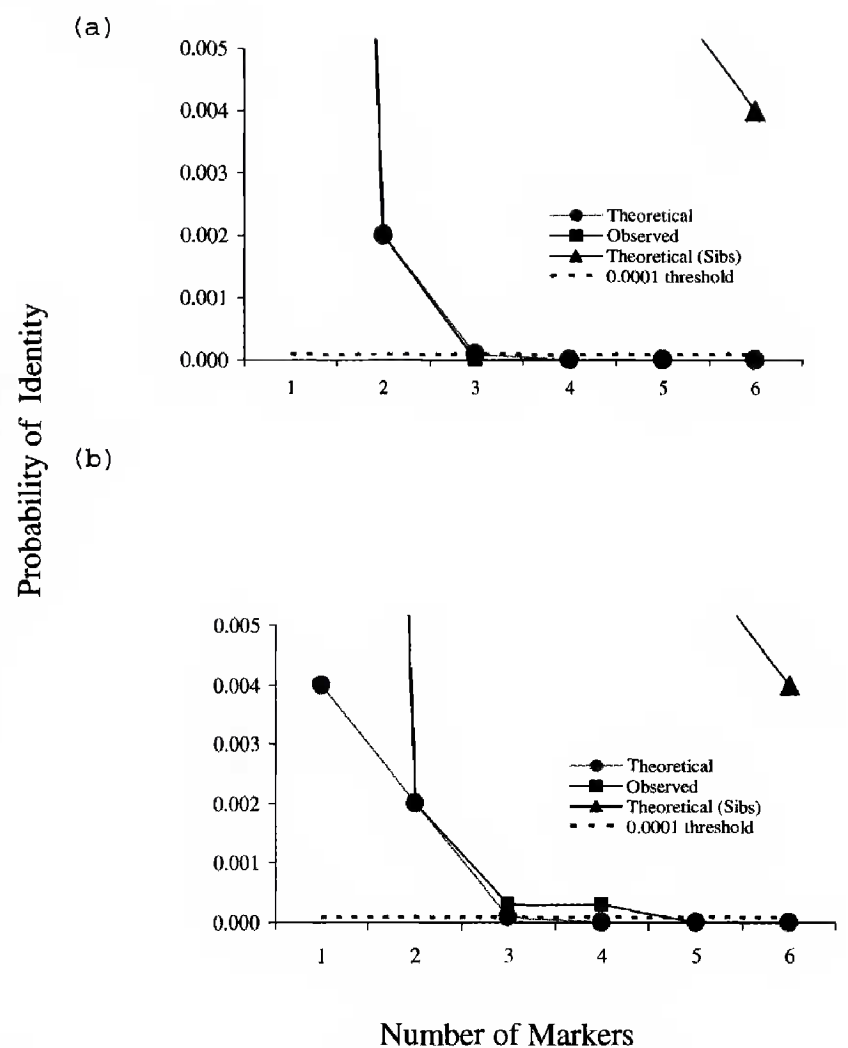 (a)
0.005
0.004
0.003
0.002
0.001
0.000
1 2 3 4 5 6
Theoretical
Observed
Theoretical (Sibs)
0.0001 threshold
Probability of Identity
(b)
0.005
0.004
0.003
0.002
0.001
0.000
1 2 3 4 5 6
Theoretical
Observed
Theoretical (Sibs)
0.0001 threshold
Number of Markers